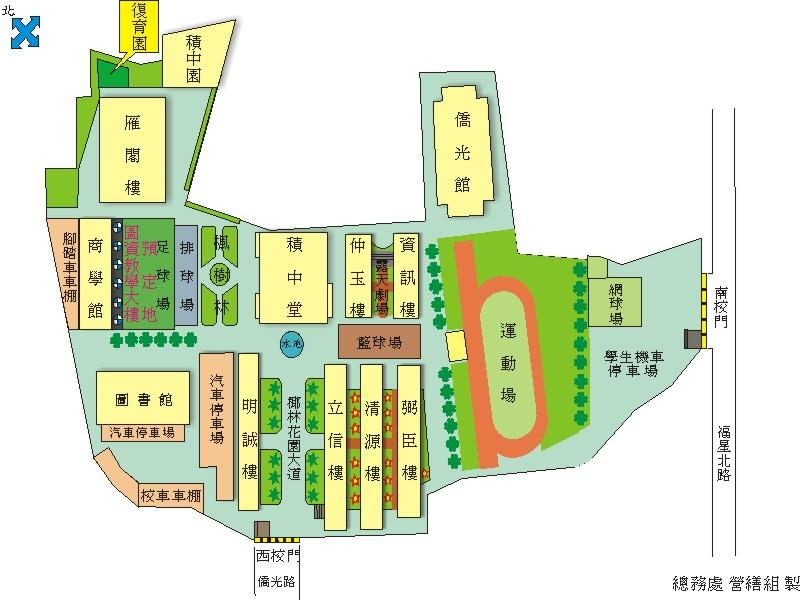 北
復育園
積中園
雁閣樓
僑光館
腳踏車車棚
商學館
圖資教學大樓
預定地
足球場
排球場
楓
樹
林
積中堂
仲玉樓
露天劇場
資訊樓
籃球場
水池
運動場
網球場
學生機車
停車場
南校門
福星北路
圖書館
汽車停車場
汽車停車場
明誠樓
椰林花園大道
立信樓
清源樓
弼臣樓
校車車棚
西校門
僑光路
總務處 營繕組 製